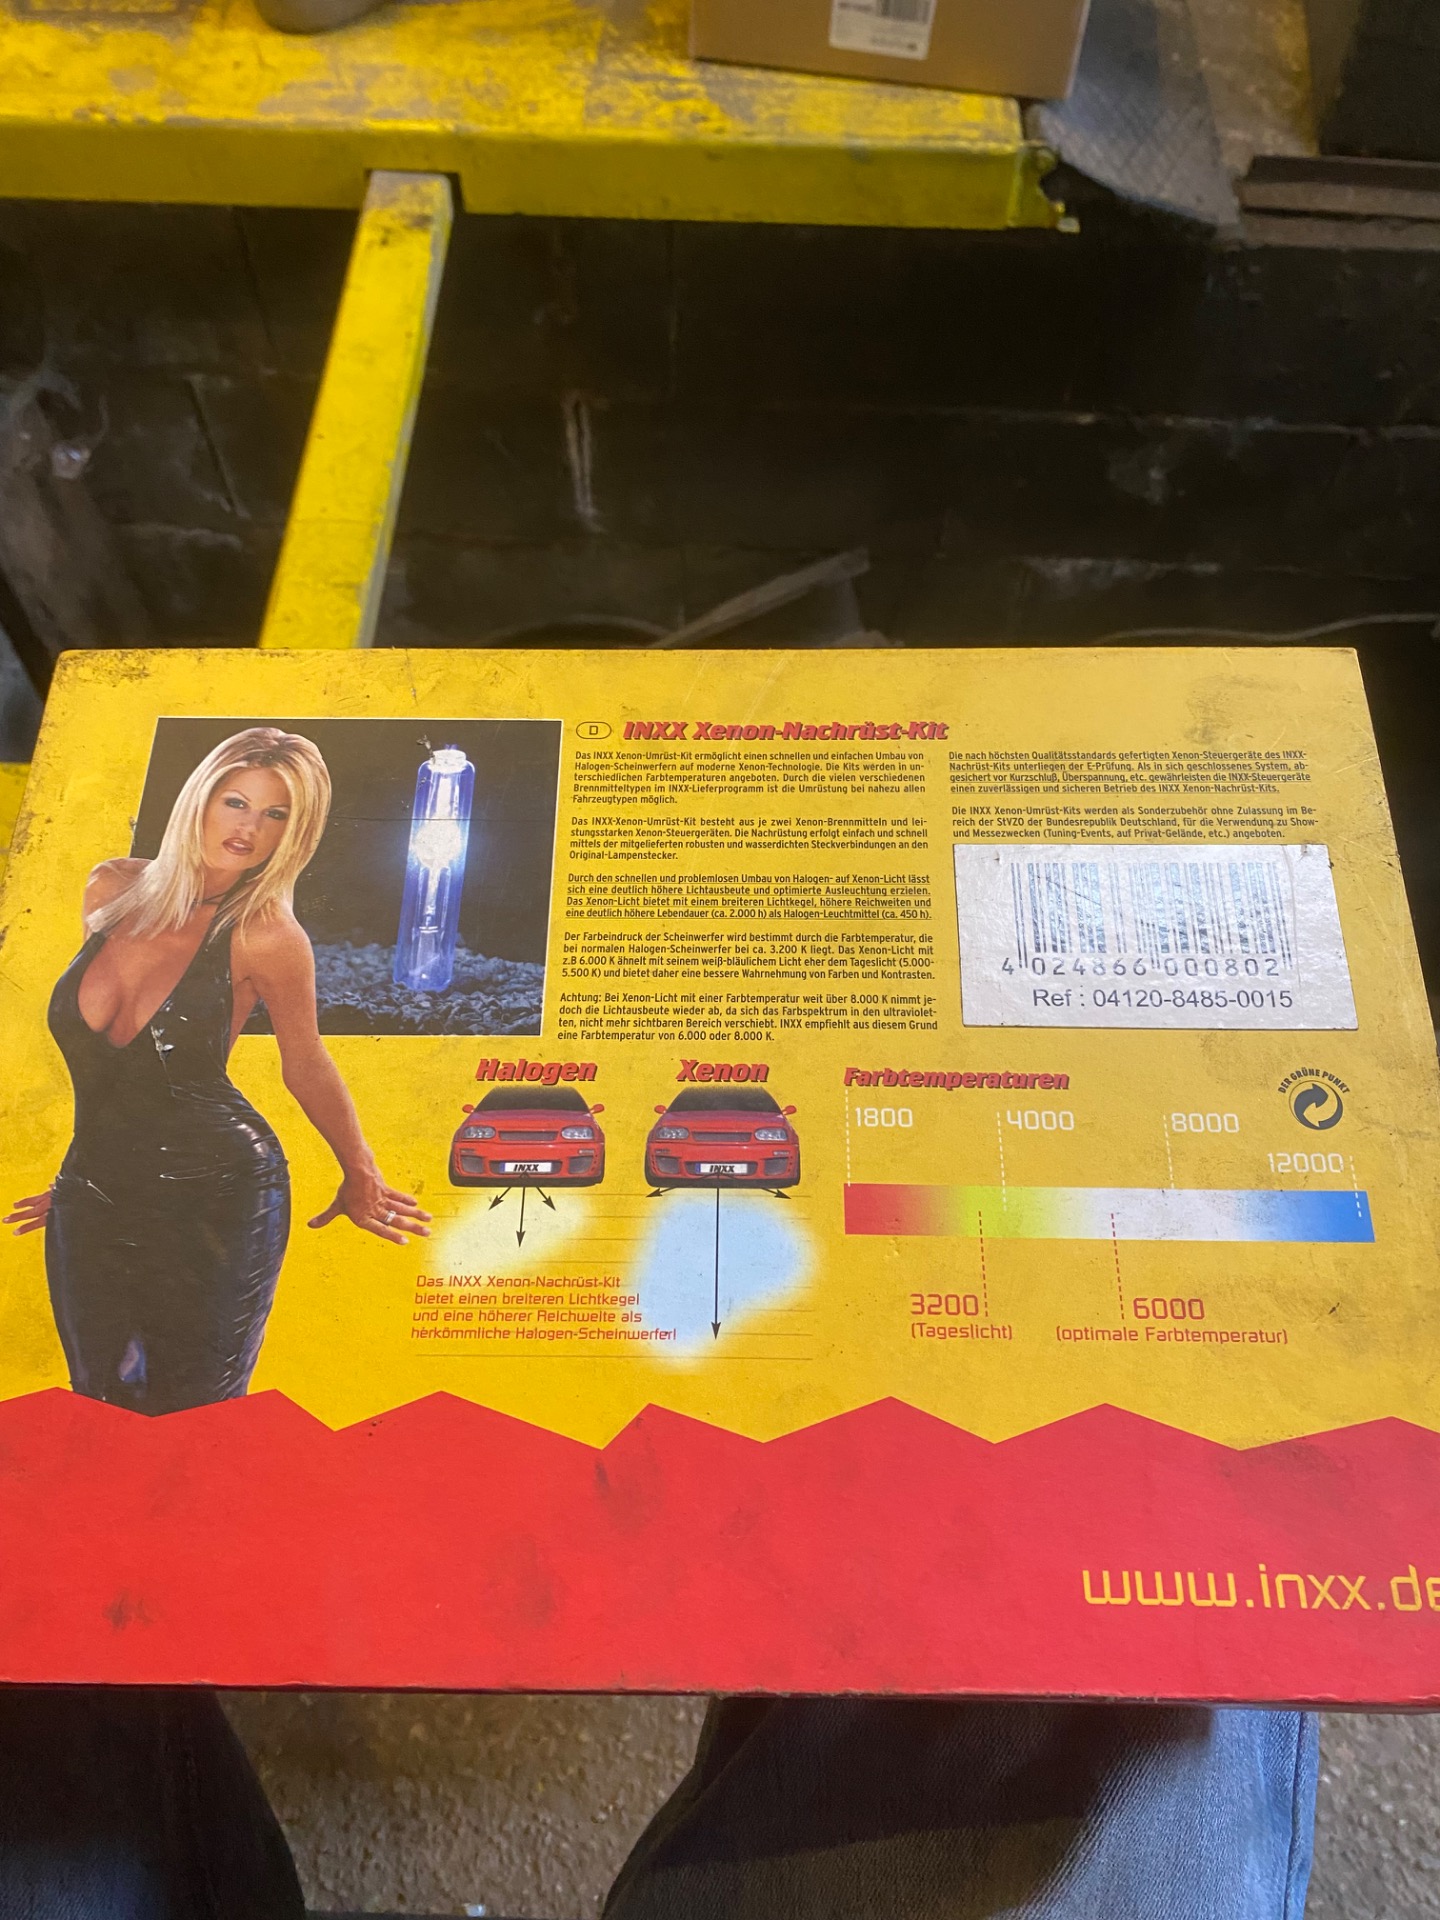 D INXX Xenon-Nachrüst-Kit
Das INXX Xenon-Umrüst-Kit ermöglicht einen schnellen und einfachen Umbau von
Halogen-Scheinwerfern auf moderne Xenon-Technologie. Die Kits werden in un-
terschiedlichen Farbtemperaturen angeboten. Durch die vielen verschiedenen
Brennmitteltypen im INXX-Lieferprogramm ist die Umrüstung bei nahezu allen
Fahrzeugtypen möglich.
Das INXX-Xenon-Umrüst-Kit besteht aus je zwei Xenon-Brennmitteln und lei-
stungsstarken Xenon-Steuergeräten. Die Nachrüstung erfolgt einfach und schnell
mittels der mitgelieferten robusten und wasserdichten Steckverbindungen an den
Original-Lampenstecker.
Durch den schnellen und problemlosen Umbau von Halogen- auf Xenon-Licht lässt
sich eine deutlich höhere Lichtausbeute und optimierte Ausleuchtung erzielen.
Das Xenon-Licht bietet mit einem breiteren Lichtkegel, höhere Reichweiten und
eine deutlich höhere Lebendauer (ca. 2.000 h) als Halogen-Leuchtmittel (ca. 450 h).
Der Farbeindruck der Scheinwerfer wird bestimmt durch die Farbtemperatur, die
bei normalen Halogen-Scheinwerfer bei ca. 3.200 K liegt. Das Xenon-Licht mit
z.B 6.000 K ähnelt mit seinem weiß-bläulichem Licht eher dem Tageslicht (5.000-
5.500 K) und bietet daher eine bessere Wahrnehmung von Farben und Kontrasten.
Achtung: Bei Xenon-Licht mit einer Farbtemperatur weit über 8.000 K nimmt je-
doch die Lichtausbeute wieder ab, da sich das Farbspektrum in den ultraviolet-
ten, nicht mehr sichtbaren Bereich verschiebt. INXX empfiehlt aus diesem Grund
eine Farbtemperatur von 6.000 oder 8.000 K.
Die nach höchsten Qualitätsstandards gefertigten Xenon-Steuergeräte des INXX-
Nachrüst-Kits unterliegen der E-Prüfung. Als in sich geschlossenes System, ab-
gesichert vor Kurzschluß, Überspannung, etc. gewährleisten die INXX-Steuergeräte
einen zuverlässigen und sicheren Betrieb des INXX Xenon-Nachrüst-Kits.
Die INXX Xenon-Umrüst-Kits werden als Sonderzubehör ohne Zulassung im Be-
reich der StVZO der Bundesrepublik Deutschland, für die Verwendung zu Show-
und Messezwecken (Tuning-Events, auf Privat-Gelände, etc.) angeboten.
4 024866 000802
Ref : 04120-8485-0015
Halogen
Xenon
INXX
INXX
Das INXX Xenon-Nachrüst-Kit
bietet einen breiteren Lichtkegel
und eine höherer Reichweite als
herkömmliche Halogen-Scheinwerfer!
Farbtemperaturen
DER GRÜNE PUNKT
1800
4000
8000
12000
3200
(Tageslicht)
6000
(optimale Farbtemperatur)
www.inxx.de